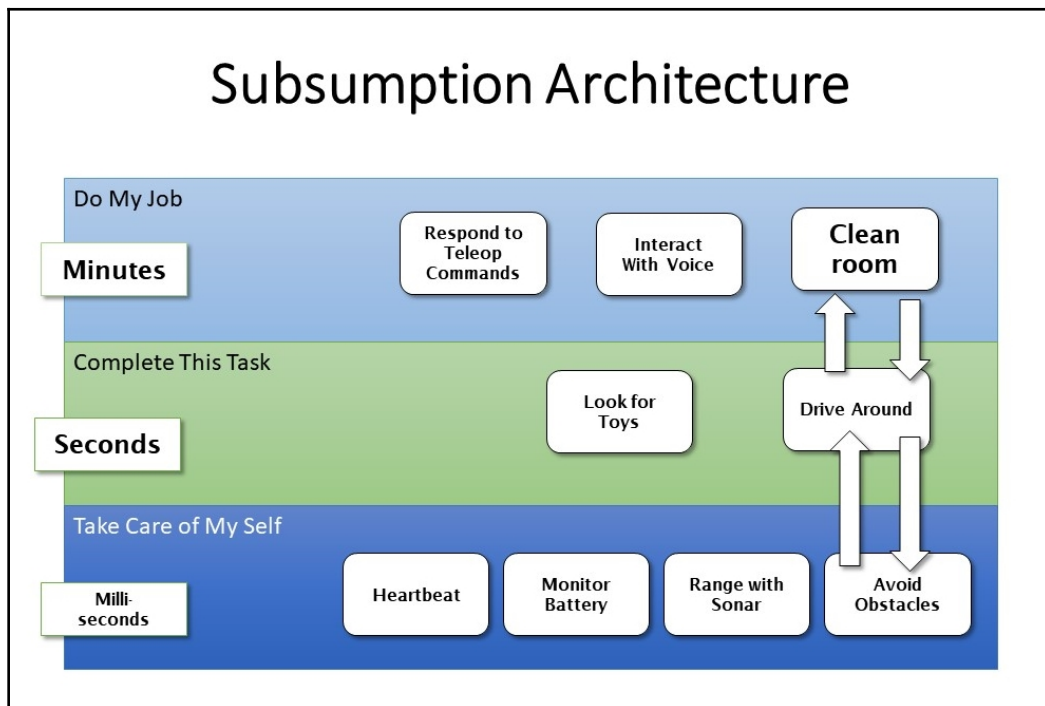 Subsumption Architecture
Do My Job
Minutes
Respond to
Teleop
Commands
Interact
With Voice
Clean
room
Complete This Task
Seconds
Look for
Toys
Drive Around
Take Care of My Self
Milli-
seconds
Heartbeat
Monitor
Battery
Range with
Sonar
Avoid
Obstacles